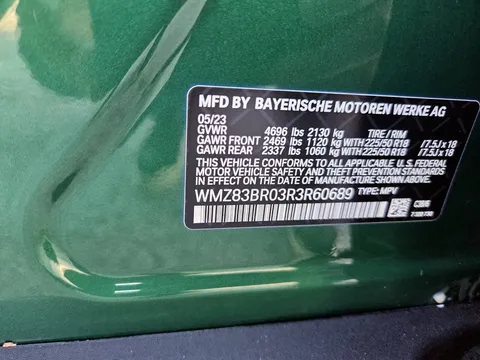 MFD BY BAYERISCHE MOTOREN WERKE AG
05/23
GVWR 4696 lbs 2130 kg TIRE / RIM
GAWR FRONT 2469 lbs 1120 kg WITH 225/50 R18 / 7.5J x 18
GAWR REAR 2337 lbs 1060 kg WITH 225/50 R18 / 7.5J x 18
THIS VEHICLE CONFORMS TO ALL APPLICABLE U. S. FEDERAL
MOTOR VEHICLE SAFETY AND THEFT PREVENTION STANDARDS
IN EFFECT ON THE DATE OF MANUFACTURE SHOWN ABOVE.
WMZ83BR03R3R60689 TYPE: MPV